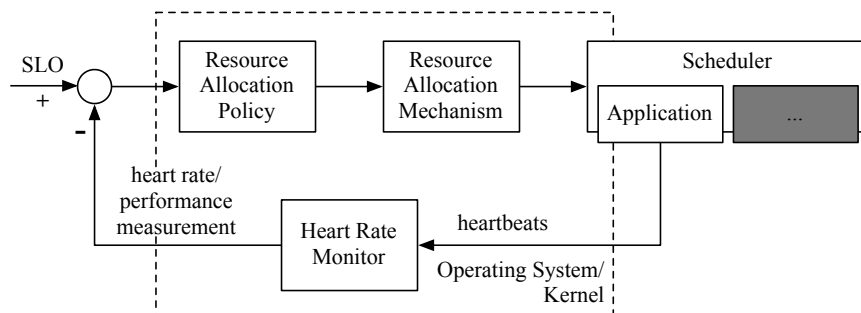 SLO
+
-
Resource
Allocation
Policy
Resource
Allocation
Mechanism
Scheduler
Application
...
heart rate/
performance
measurement
Heart Rate
Monitor
heartbeats
Operating System/
Kernel